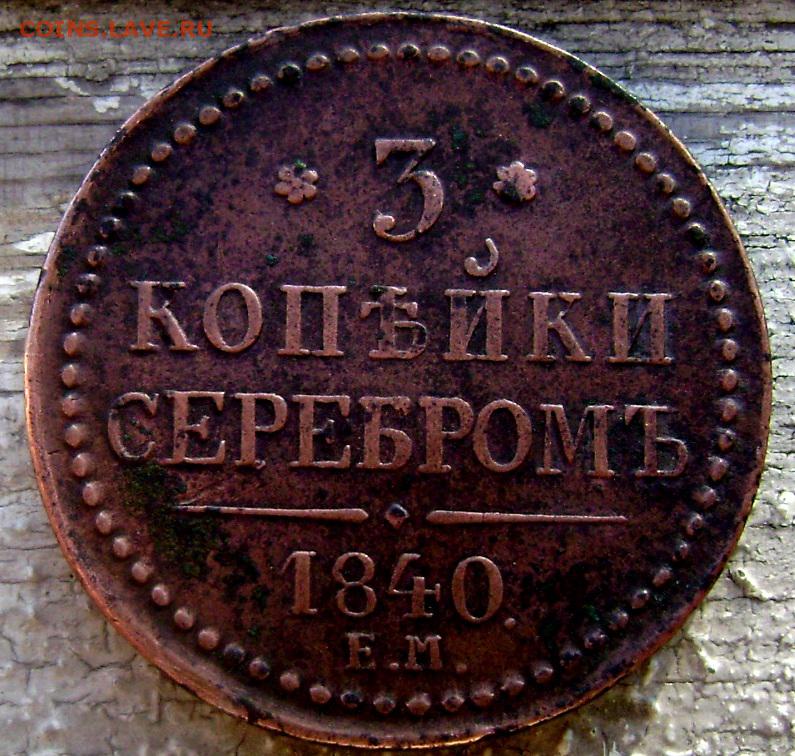 COINS.LAVE.RU
3
КОПѢЙКИ
СЕРЕБРОМЪ
1840.
Е.М.